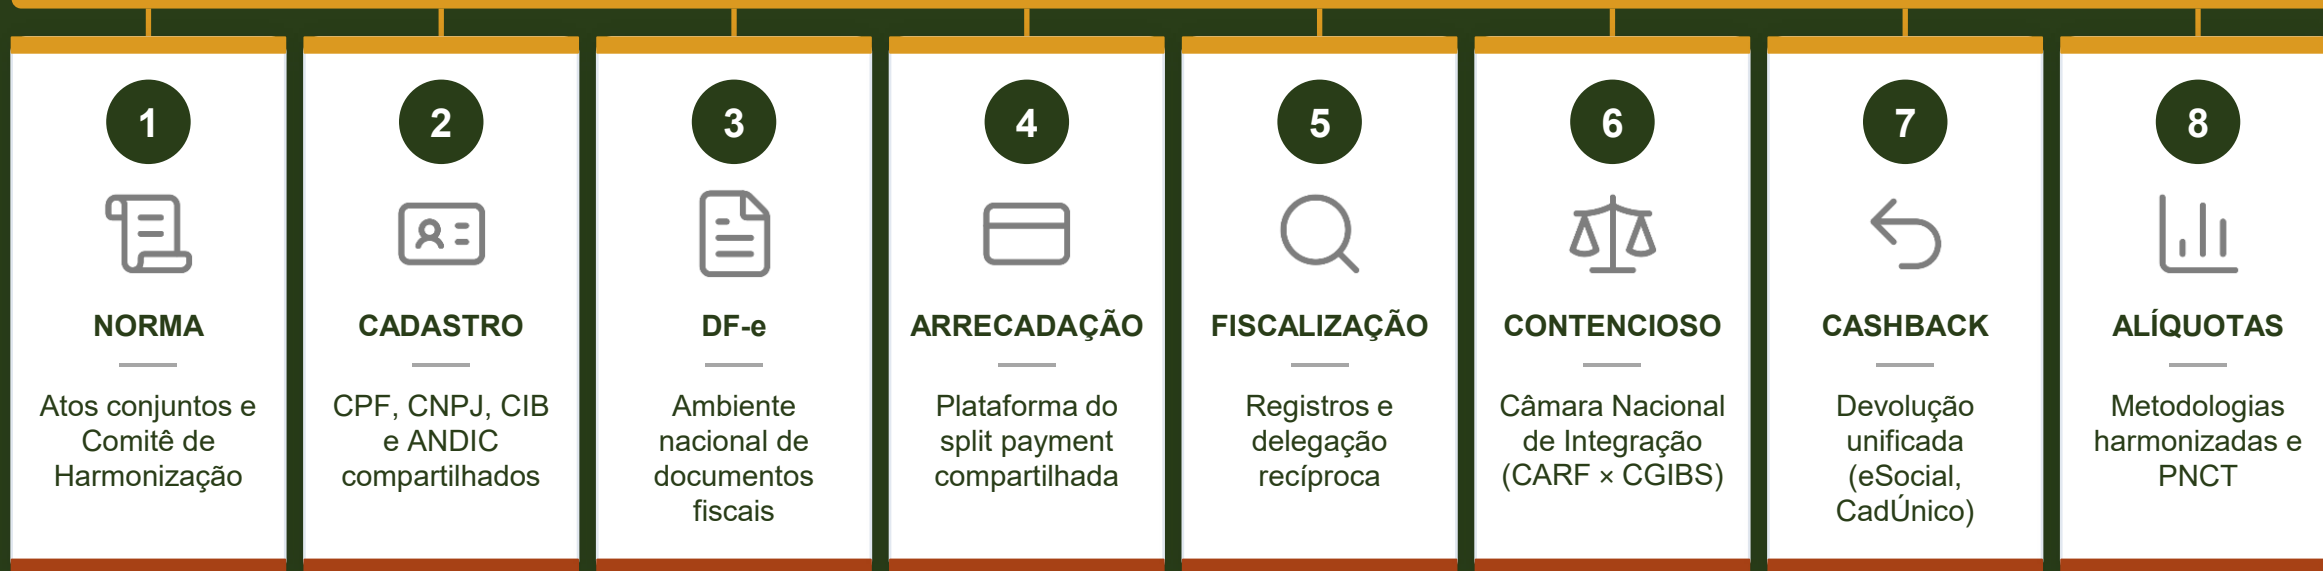 1
NORMA
Atos conjuntos e
Comitê de
Harmonização
2
CADASTRO
CPF, CNPJ, CIB
e ANDIC
compartilhados
3
DF-e
Ambiente
nacional de
documentos
fiscais
4
ARRECADAÇÃO
Plataforma do
split payment
compartilhada
5
FISCALIZAÇÃO
Registros e
delegação
recíproca
6
CONTENCIOSO
Câmara Nacional
de Integração
(CARF × CGIBS)
7
CASHBACK
Devolução
unificada
(eSocial,
CadÚnico)
8
ALÍQUOTAS
Metodologias
harmonizadas e
PNCT